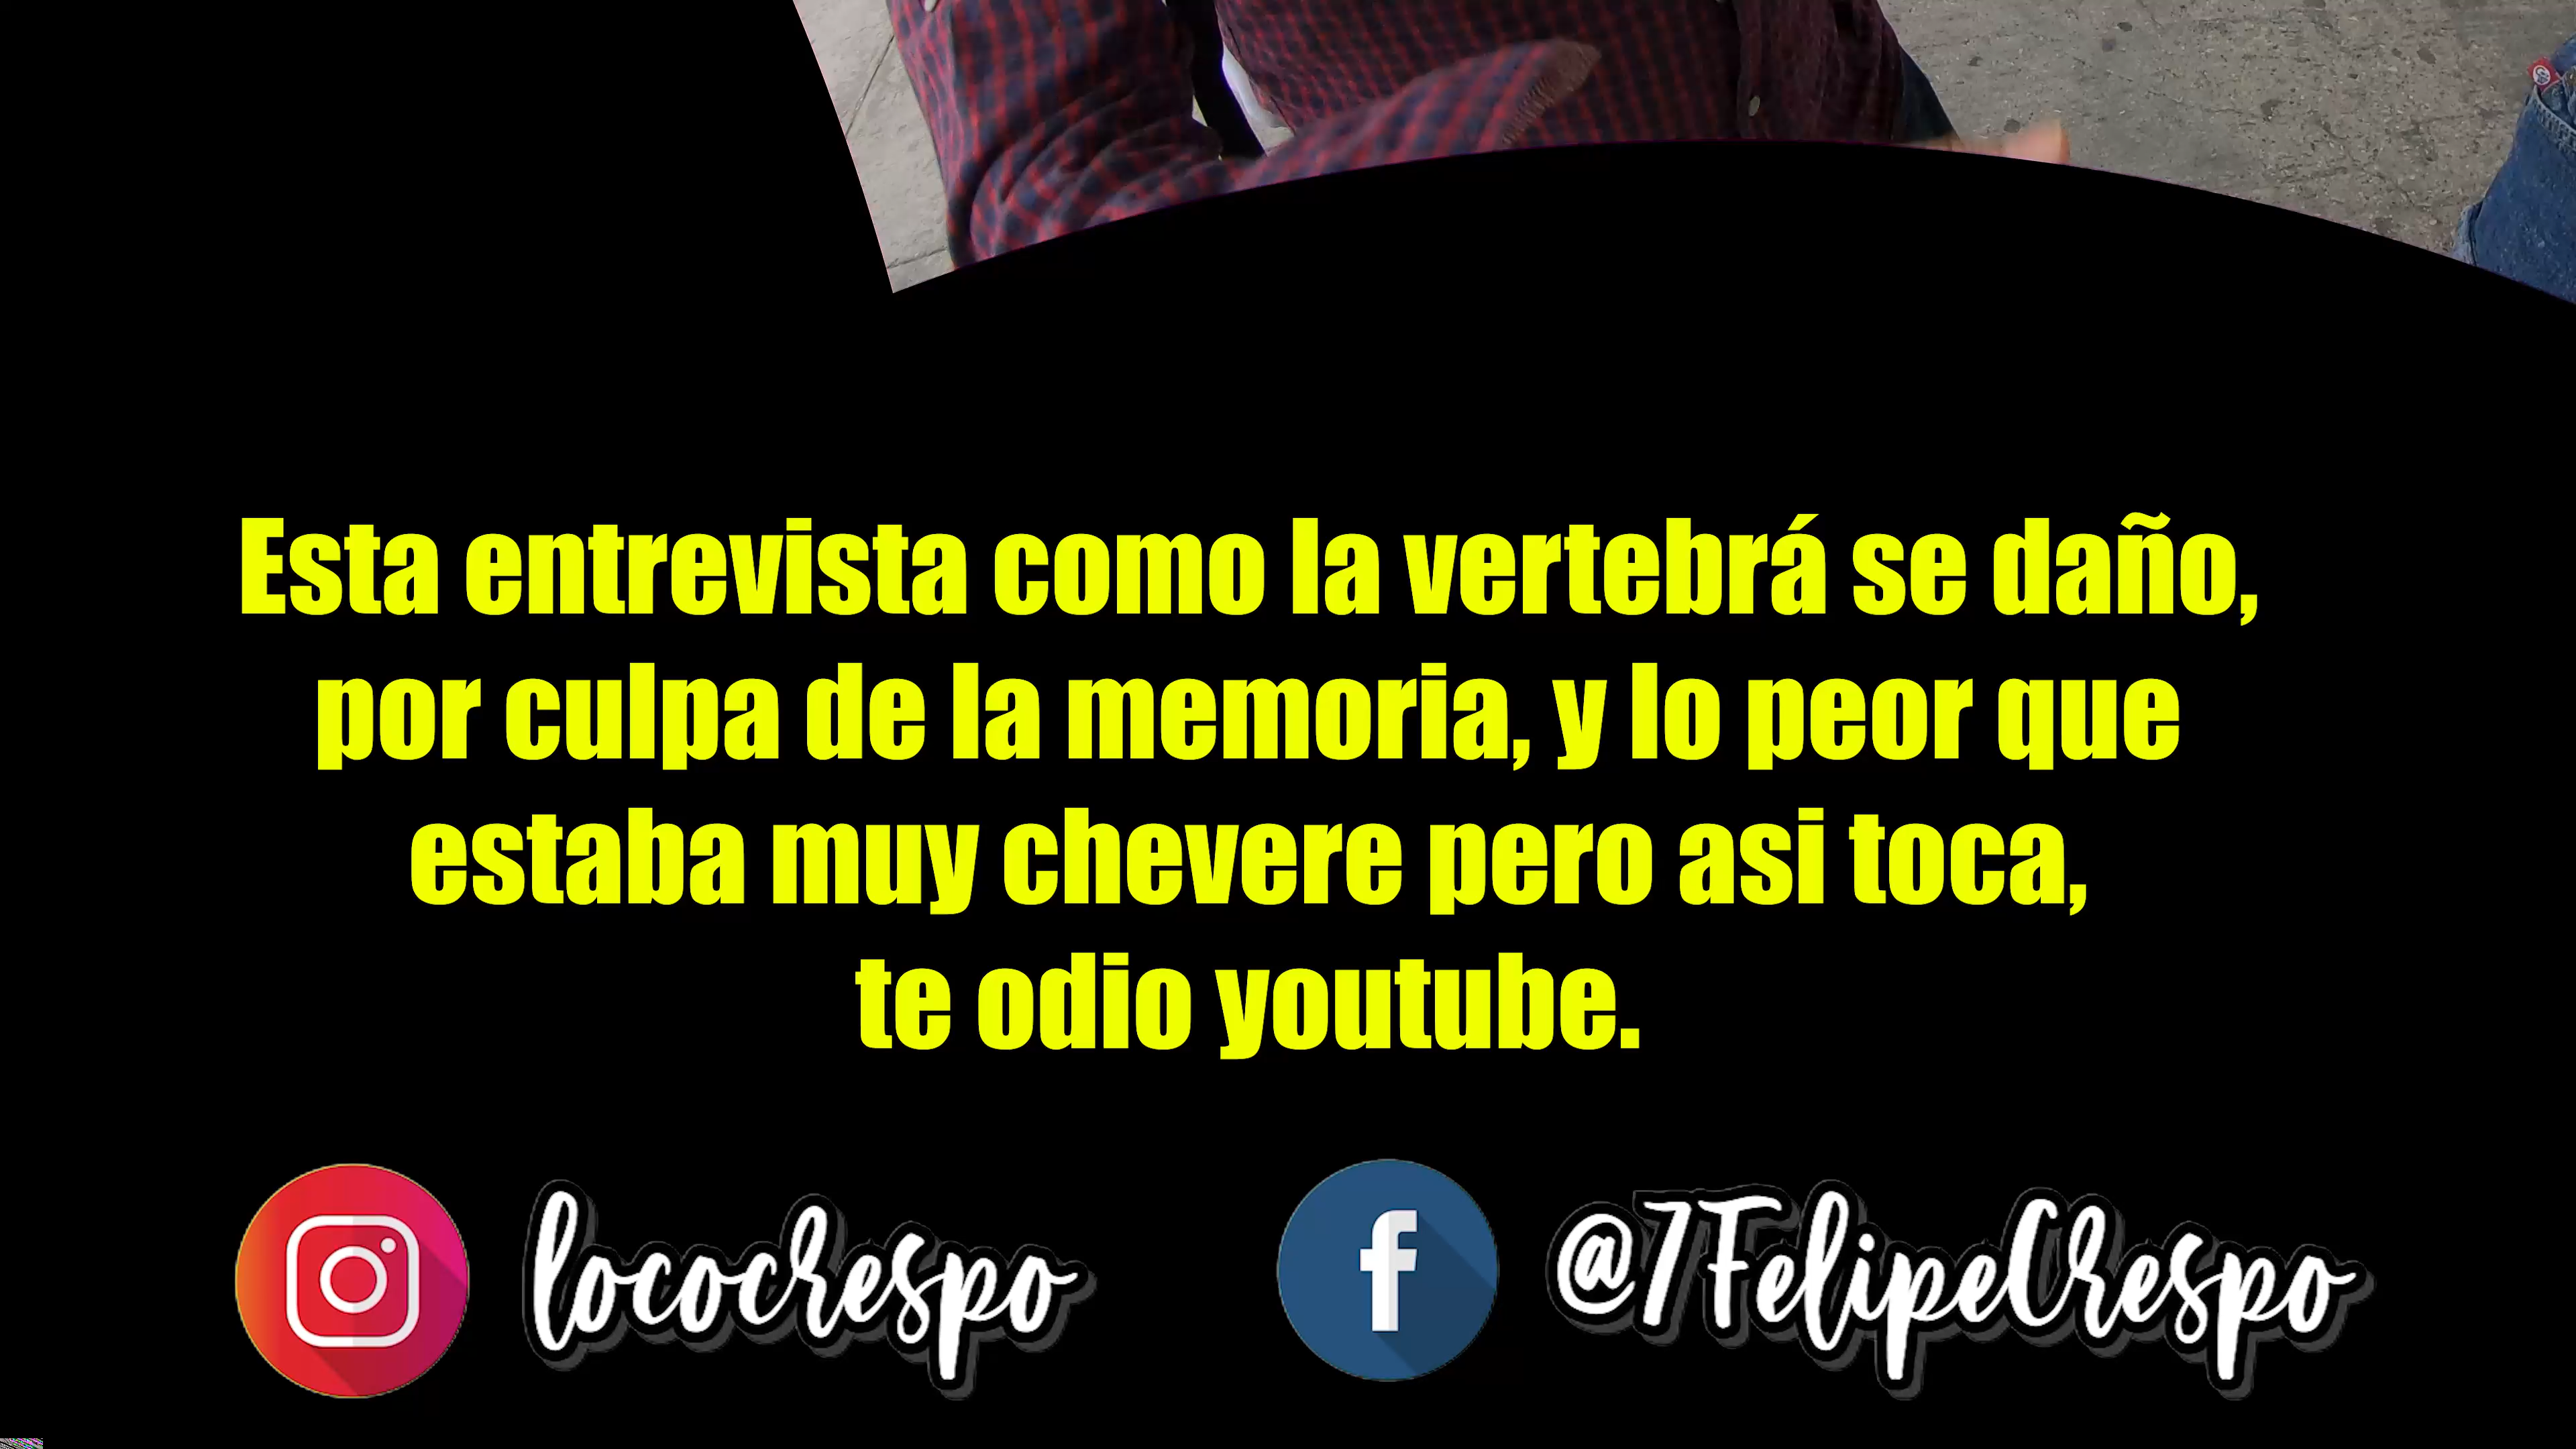 Esta entrevista como la vertebrá se daño,
por culpa de la memoria, y lo peor que
estaba muy chevere pero asi toca,
te odio youtube.
lococrespo
@7FelipeCrespo